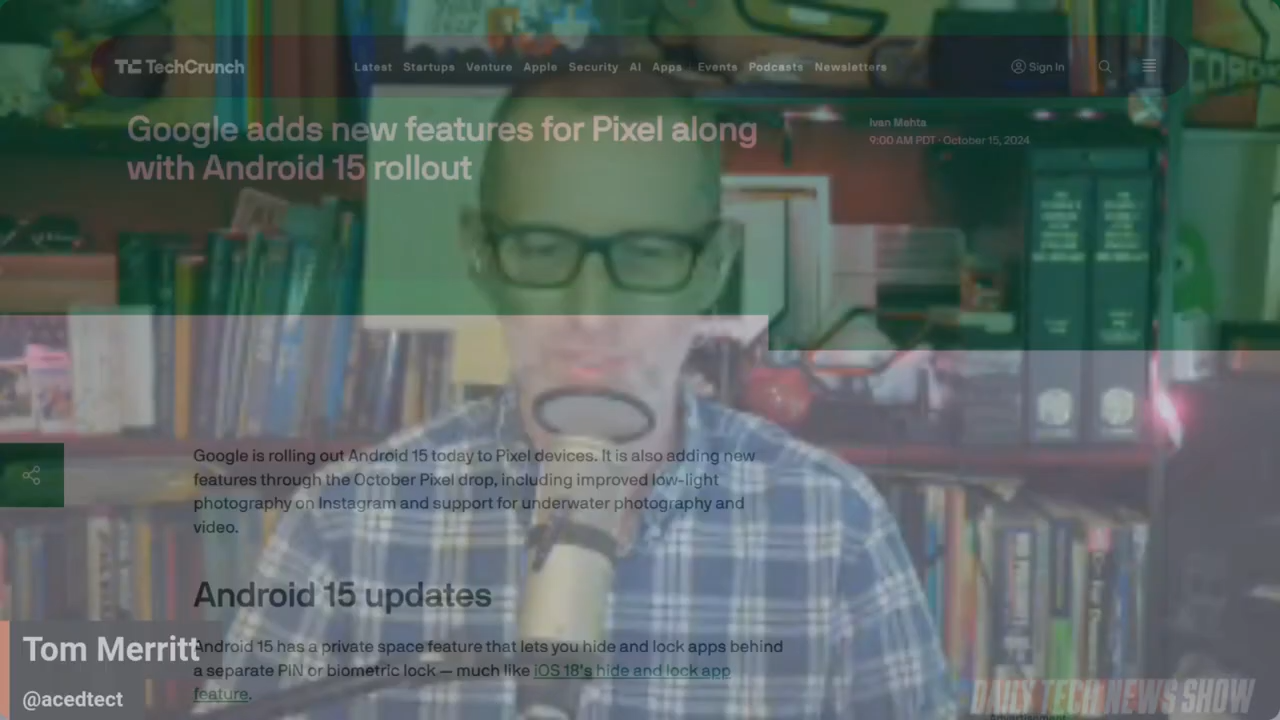 TechCrunch
Latest Startups Venture Apple Security AI Apps Events Podcasts Newsletters
Sign In
CORDK
Google adds new features for Pixel along
with Android 15 rollout
Ivan Mehta
9:00 AM PDT · October 15, 2024
Google is rolling out Android 15 today to Pixel devices. It is also adding new
features through the October Pixel drop, including improved low-light
photography on Instagram and support for underwater photography and
video.
Android 15 updates
Android 15 has a private space feature that lets you hide and lock apps behind
a separate PIN or biometric lock — much like iOS 18's hide and lock app
feature.
Tom Merritt
@acedtect
DAILY TECH NEWS SHOW
Advertisement